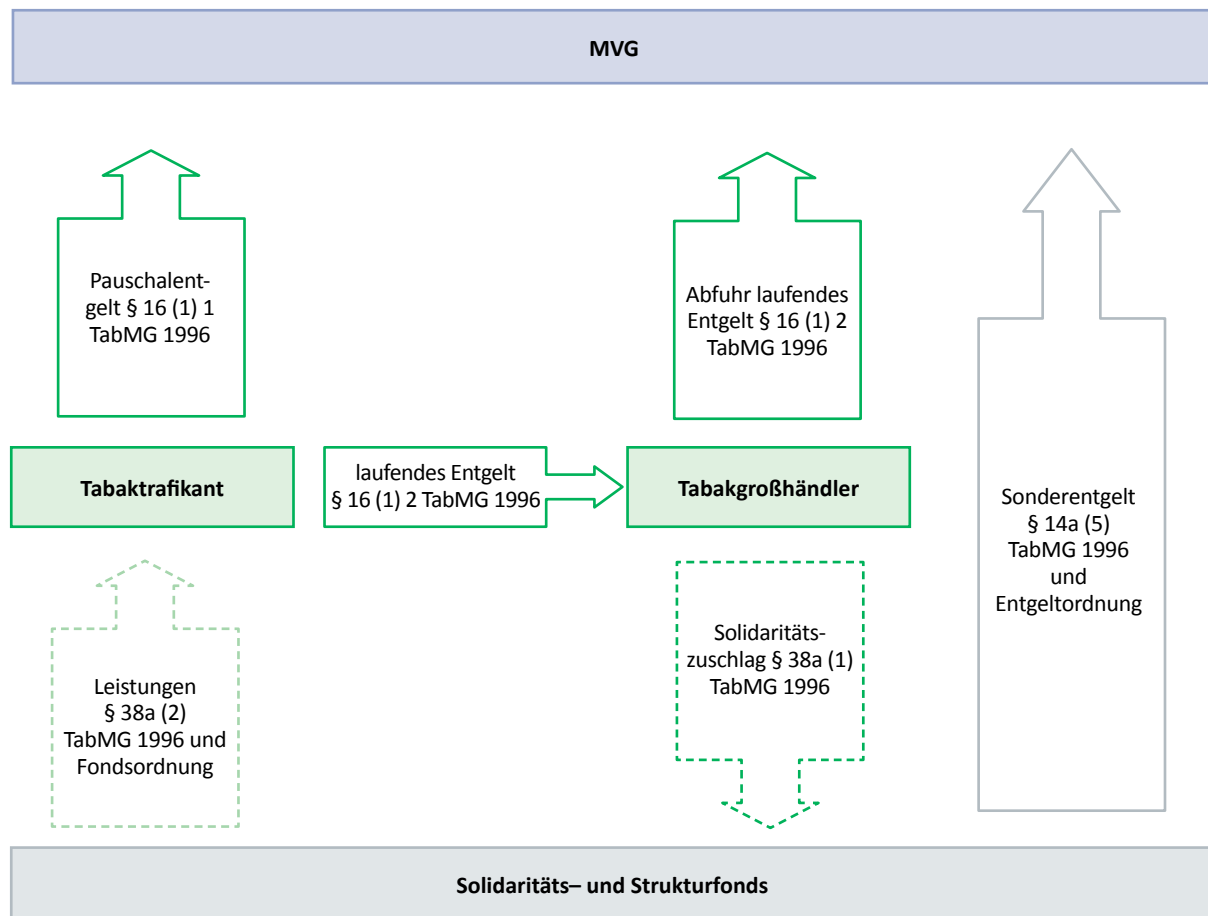 MVG
Pauschalent-
gelt § 16 (1) 1
TabMG 1996
Abfuhr laufendes
Entgelt § 16 (1) 2
TabMG 1996
Tabaktrafikant
laufendes Entgelt
§ 16 (1) 2 TabMG 1996
Tabakgroßhändler
Sonderentgelt
§ 14a (5)
TabMG 1996
und
Entgeltordnung
Leistungen
§ 38a (2)
TabMG 1996 und
Fondsordnung
Solidaritäts-
zuschlag § 38a (1)
TabMG 1996
Solidaritäts– und Strukturfonds